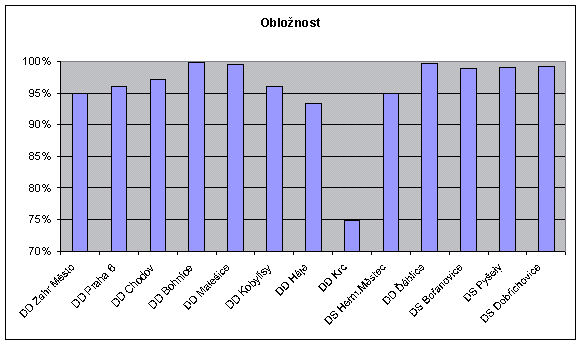 Obložnost
100%
95%
90%
85%
80%
75%
70%
DD Zahr Město
DD Praha 6
DD Chodov
DD Bohnice
DD Malešice
DD Kobylisy
DD Háje
DD Krč
DS Heřm.Městec
DD Ďáblice
DS Bořanovice
DS Pyšely
DS Dobřichovice